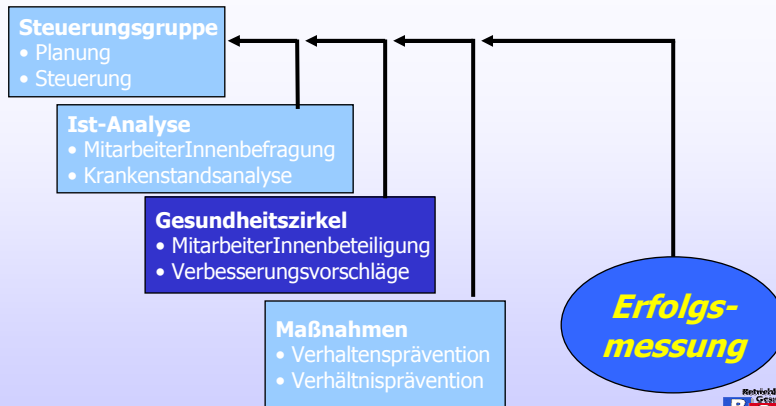 Steuerungsgruppe
• Planung
• Steuerung
Ist-Analyse
• MitarbeiterInnenbefragung
• Krankenstandsanalyse
Gesundheitszirkel
• MitarbeiterInnenbeteiligung
• Verbesserungsvorschläge
Maßnahmen
• Verhaltensprävention
• Verhältnisprävention
Erfolgs-
messung